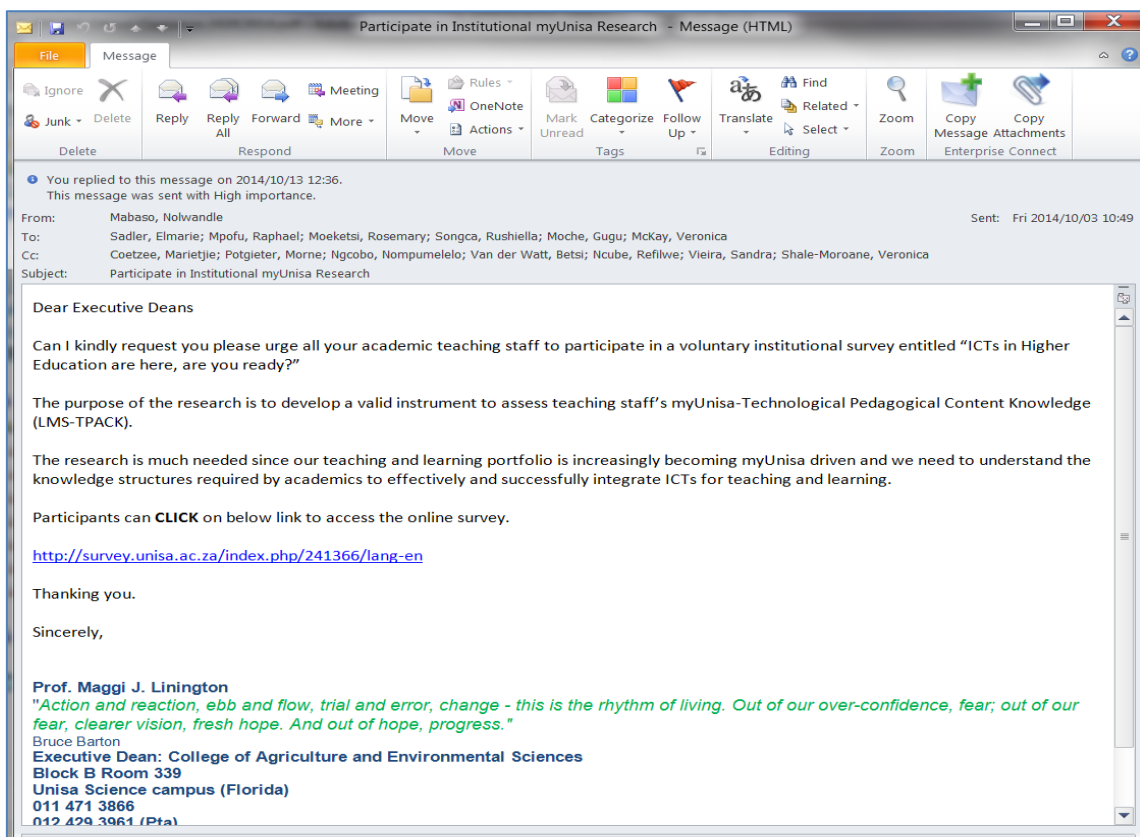 Participate in Institutional myUnisa Research - Message (HTML)
File Message
Ignore Meeting Rules Find
OneNote Related
Junk Delete Reply Reply All Forward More Move Actions Mark Unread Categorize Follow Up Translate Select Zoom Copy Message Copy Attachments
Delete Respond Move Tags Editing Zoom Enterprise Connect
You replied to this message on 2014/10/13 12:36.
This message was sent with High importance.
From: Mabaso, Nolwandle Sent: Fri 2014/10/03 10:49
To: Sadler, Elmarie; Mpofu, Raphael; Moeketsi, Rosemary; Songca, Rushiella; Moche, Gugu; McKay, Veronica
Cc: Coetzee, Marietjie; Potgieter, Morne; Ngcobo, Nompumelelo; Van der Watt, Betsi; Ncube, Refilwe; Vieira, Sandra; Shale-Moroane, Veronica
Subject: Participate in Institutional myUnisa Research
Dear Executive Deans
Can I kindly request you please urge all your academic teaching staff to participate in a voluntary institutional survey entitled “ICTs in Higher
Education are here, are you ready?”
The purpose of the research is to develop a valid instrument to assess teaching staff’s myUnisa-Technological Pedagogical Content Knowledge
(LMS-TPACK).
The research is much needed since our teaching and learning portfolio is increasingly becoming myUnisa driven and we need to understand the
knowledge structures required by academics to effectively and successfully integrate ICTs for teaching and learning.
Participants can CLICK on below link to access the online survey.
http://survey.unisa.ac.za/index.php/241366/lang-en
Thanking you.
Sincerely,
Prof. Maggi J. Linington
"Action and reaction, ebb and flow, trial and error, change - this is the rhythm of living. Out of our over-confidence, fear; out of our
fear, clearer vision, fresh hope. And out of hope, progress."
Bruce Barton
Executive Dean: College of Agriculture and Environmental Sciences
Block B Room 339
Unisa Science campus (Florida)
011 471 3866
012 429 3961 (Pta)